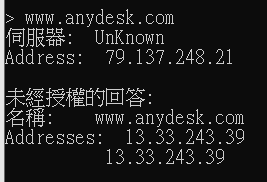 > www.anydesk.com
伺服器:  UnKnown
Address:  79.137.248.21
未經授權的回答:
名稱:    www.anydesk.com
Addresses:  13.33.243.39
13.33.243.39